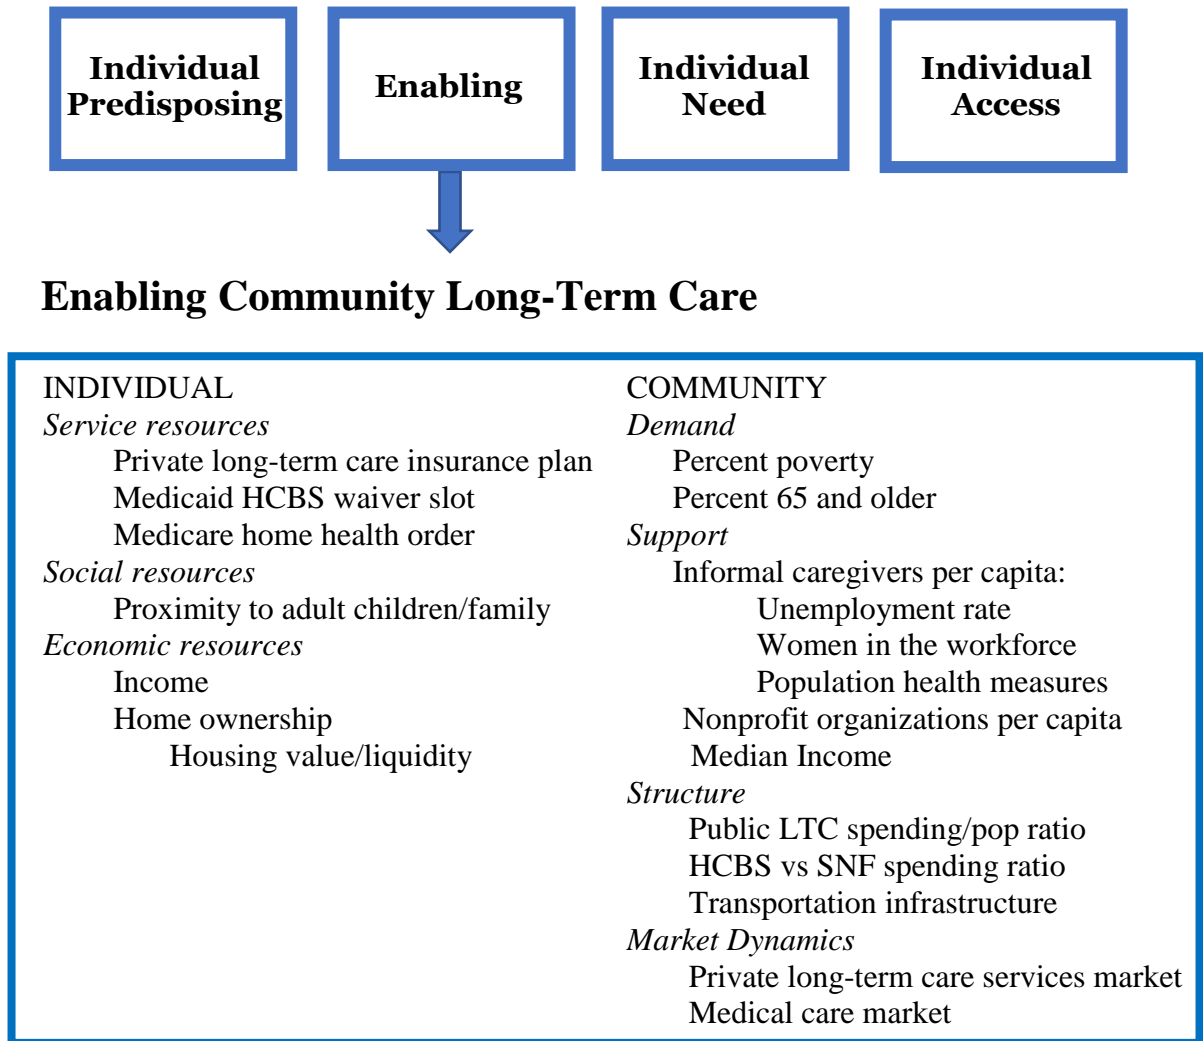 Individual
Predisposing
Enabling
Individual
Need
Individual
Access
Enabling Community Long-Term Care
INDIVIDUAL
Service resources
Private long-term care insurance plan
Medicaid HCBS waiver slot
Medicare home health order
Social resources
Proximity to adult children/family
Economic resources
Income
Home ownership
Housing value/liquidity
COMMUNITY
Demand
Percent poverty
Percent 65 and older
Support
Informal caregivers per capita:
Unemployment rate
Women in the workforce
Population health measures
Nonprofit organizations per capita
Median Income
Structure
Public LTC spending/pop ratio
HCBS vs SNF spending ratio
Transportation infrastructure
Market Dynamics
Private long-term care services market
Medical care market